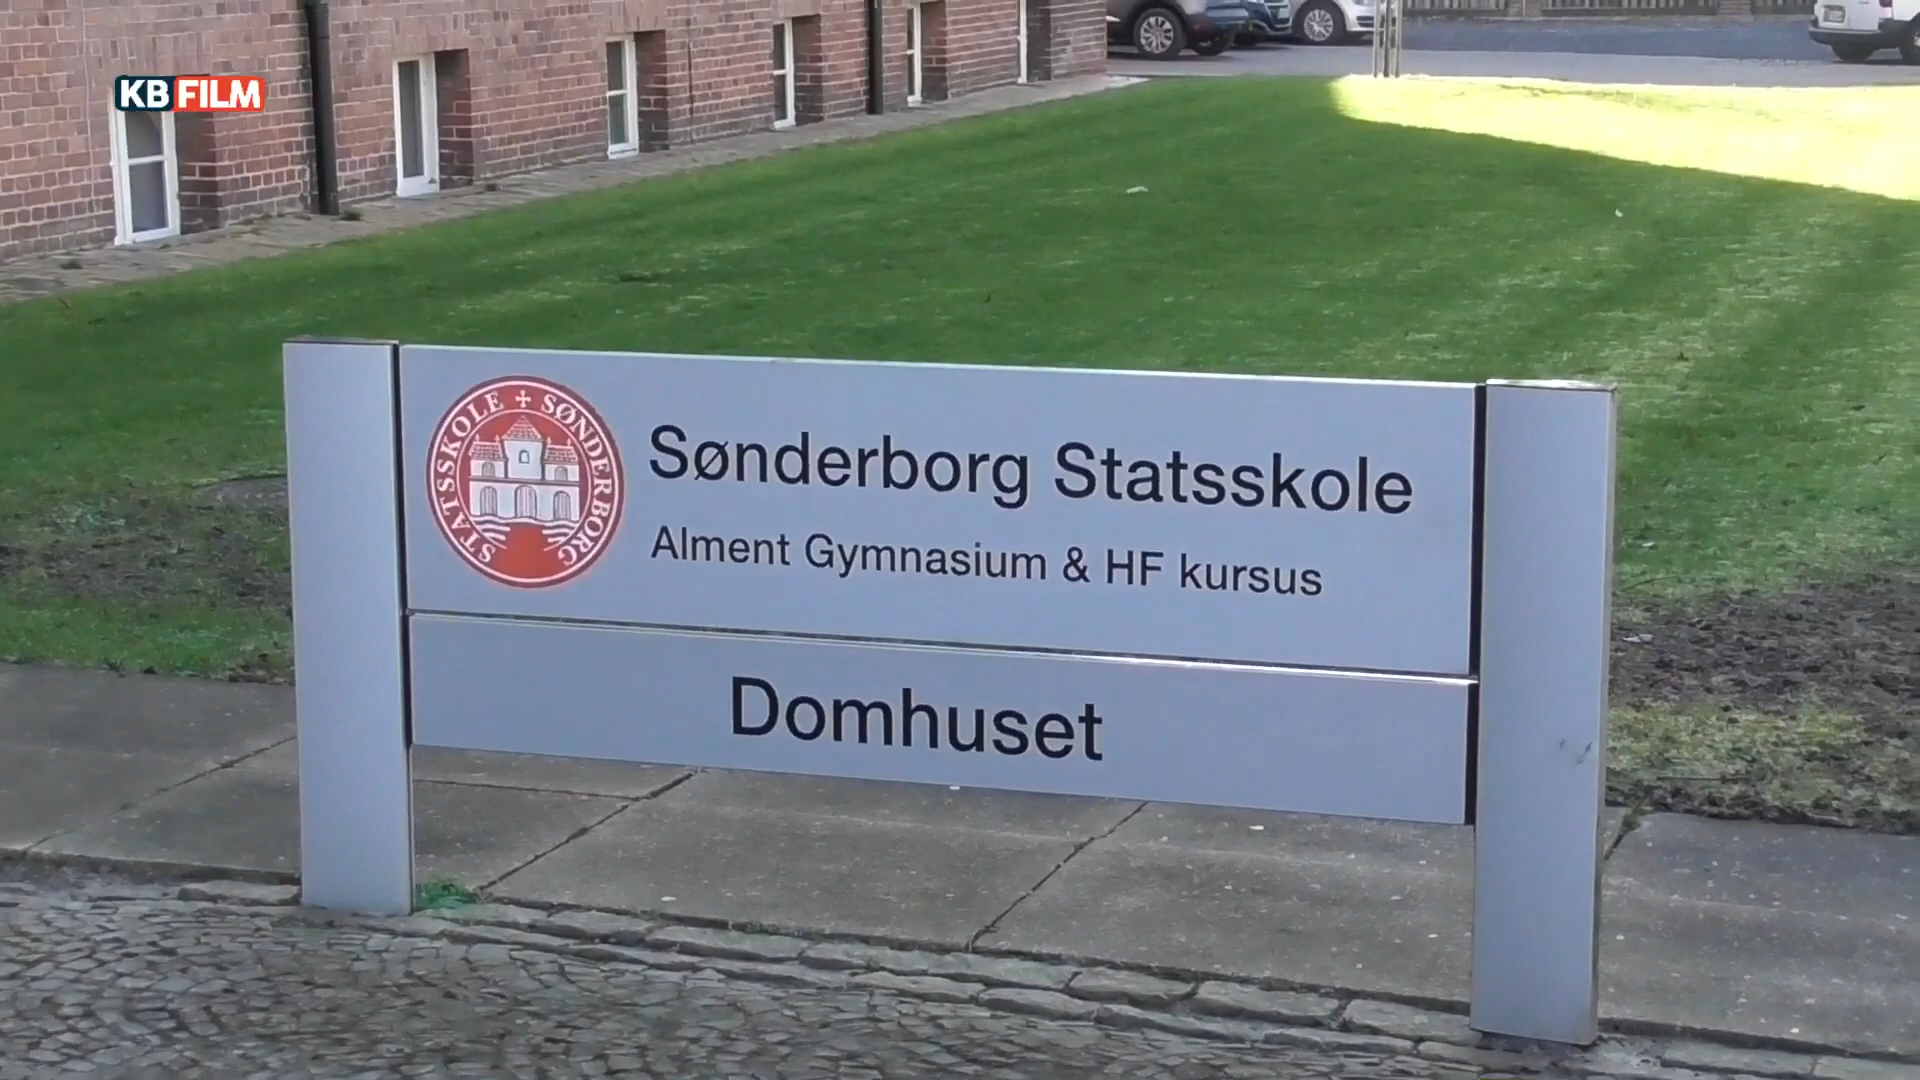 KB FILM
STATSSKOLE + SØNDERBORG
Sønderborg Statsskole
Alment Gymnasium & HF kursus
Domhuset